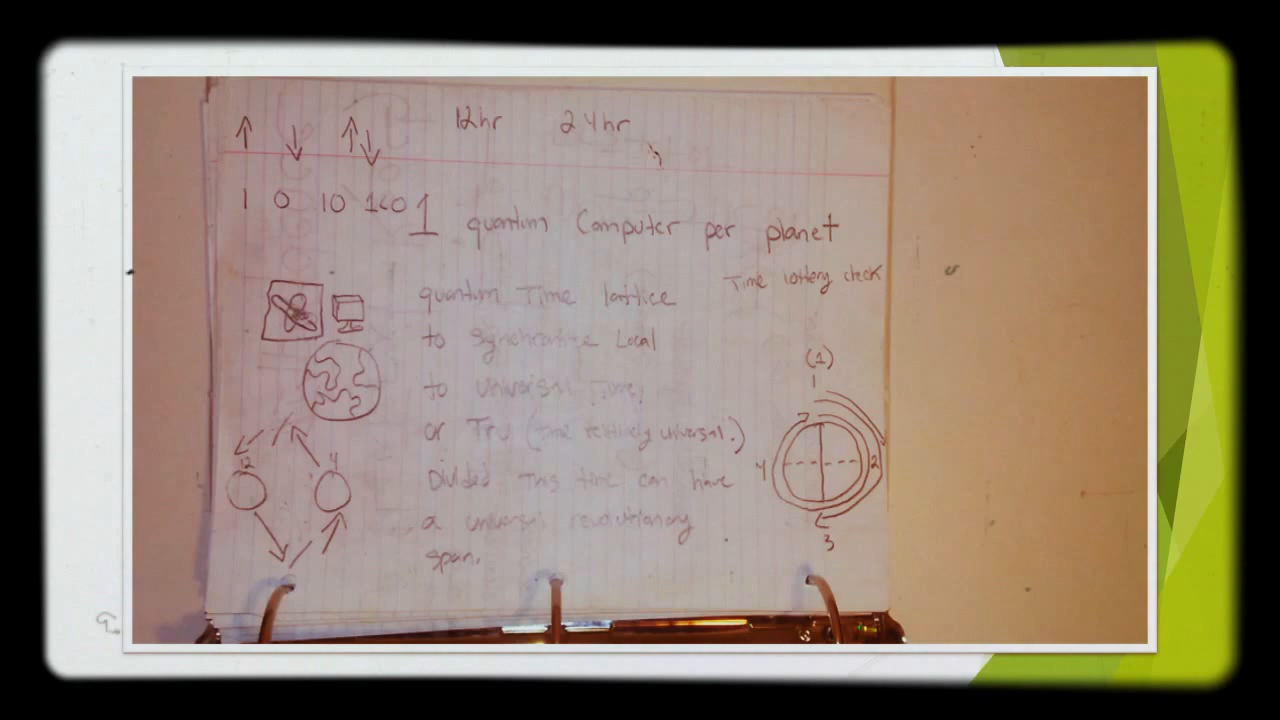 12hr 24hr
1 0 10 1<0 1 quantum Computer per planet
Time lottery check
quantum Time lattice
to Synchronize Local
to universal Time,
or Tru (time relatively universal.)
Divided This time can have
a universal revolutionary
span.
(1)
1
12 4
4 2
3